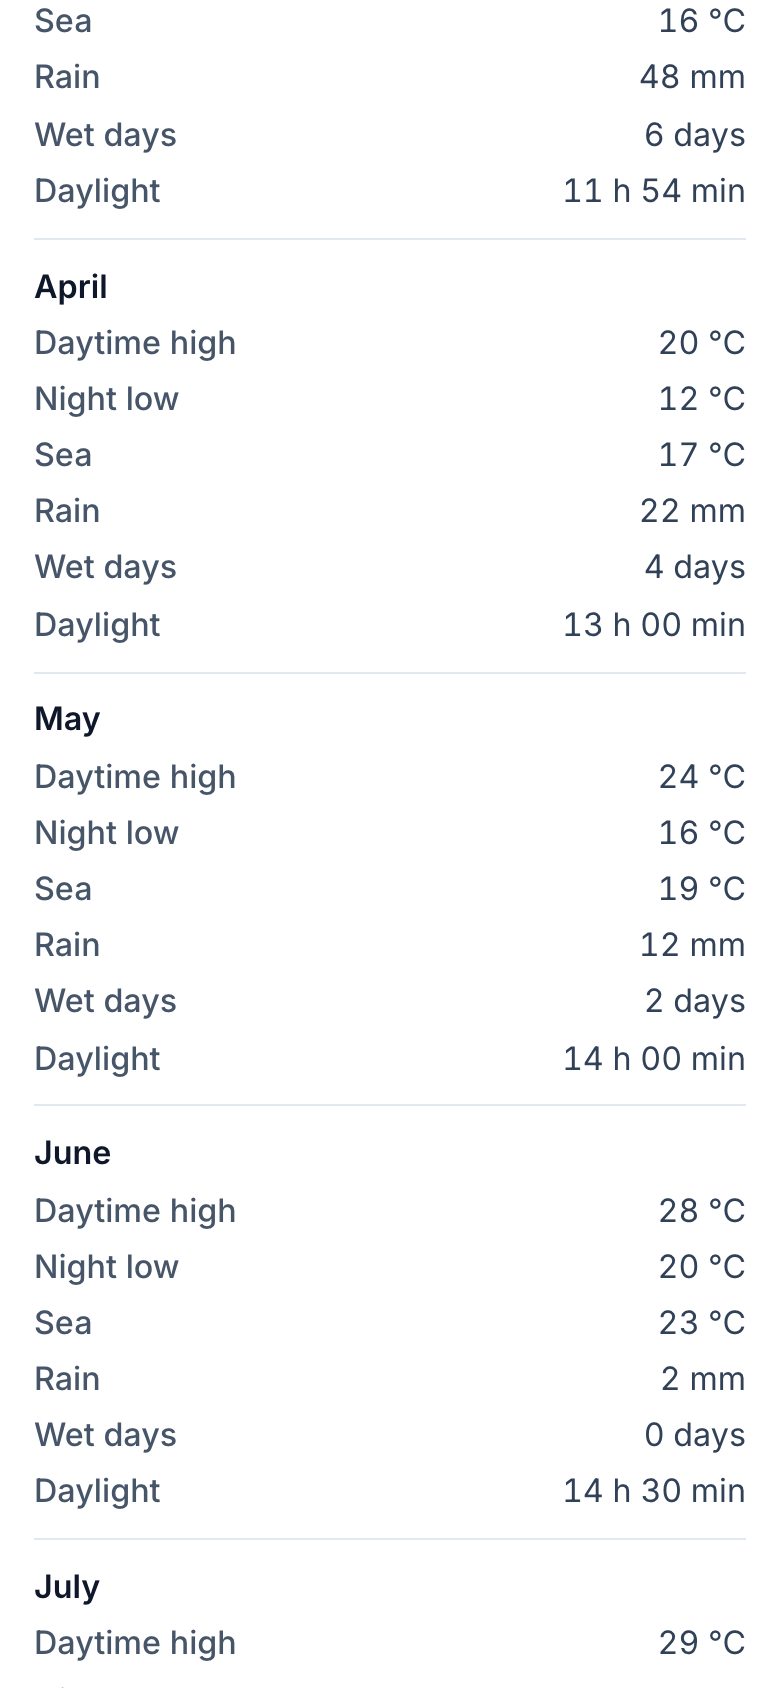 Sea 16 °C
Rain 48 mm
Wet days 6 days
Daylight 11 h 54 min
April
Daytime high 20 °C
Night low 12 °C
Sea 17 °C
Rain 22 mm
Wet days 4 days
Daylight 13 h 00 min
May
Daytime high 24 °C
Night low 16 °C
Sea 19 °C
Rain 12 mm
Wet days 2 days
Daylight 14 h 00 min
June
Daytime high 28 °C
Night low 20 °C
Sea 23 °C
Rain 2 mm
Wet days 0 days
Daylight 14 h 30 min
July
Daytime high 29 °C